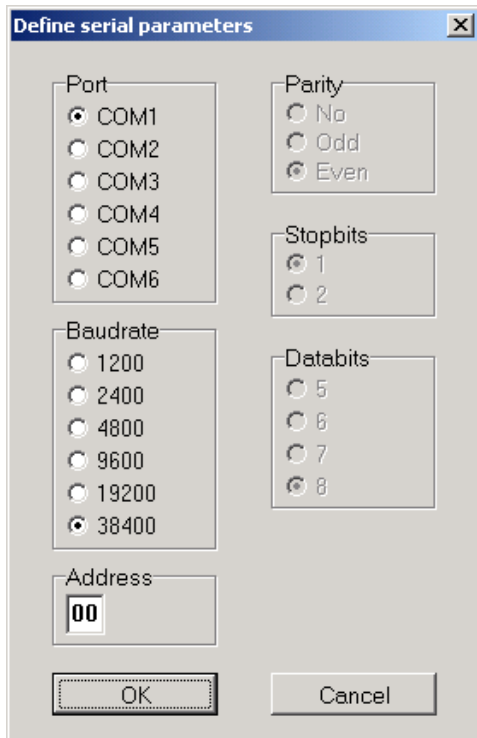 Define serial parameters
Port
COM1
COM2
COM3
COM4
COM5
COM6
Baudrate
1200
2400
4800
9600
19200
38400
Address
00
Parity
No
Odd
Even
Stopbits
1
2
Databits
5
6
7
8
OK
Cancel